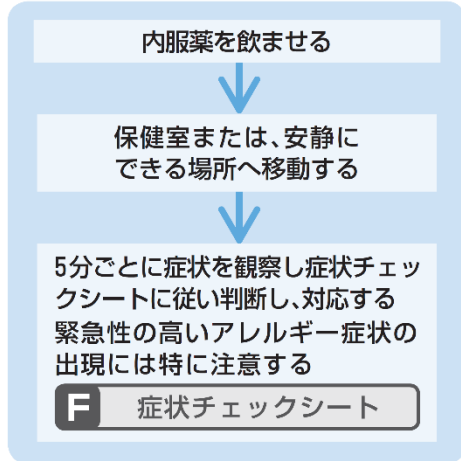 内服薬を飲ませる
保健室または、安静に
できる場所へ移動する
5分ごとに症状を観察し症状チェッ
クシートに従い判断し、対応する
緊急性の高いアレルギー症状の
出現には特に注意する
F 症状チェックシート